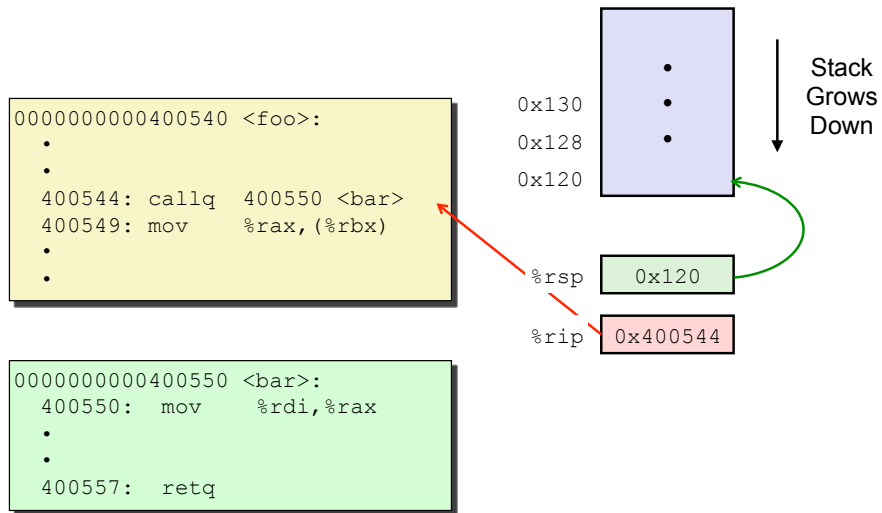 0000000000400540 <foo>:
•
•
400544: callq 400550 <bar>
400549: mov %rax,(%rbx)
•
•
0000000000400550 <bar>:
400550: mov %rdi,%rax
•
•
400557: retq
•
0x130 •
0x128 •
0x120
Stack
Grows
Down
%rsp 0x120
%rip 0x400544